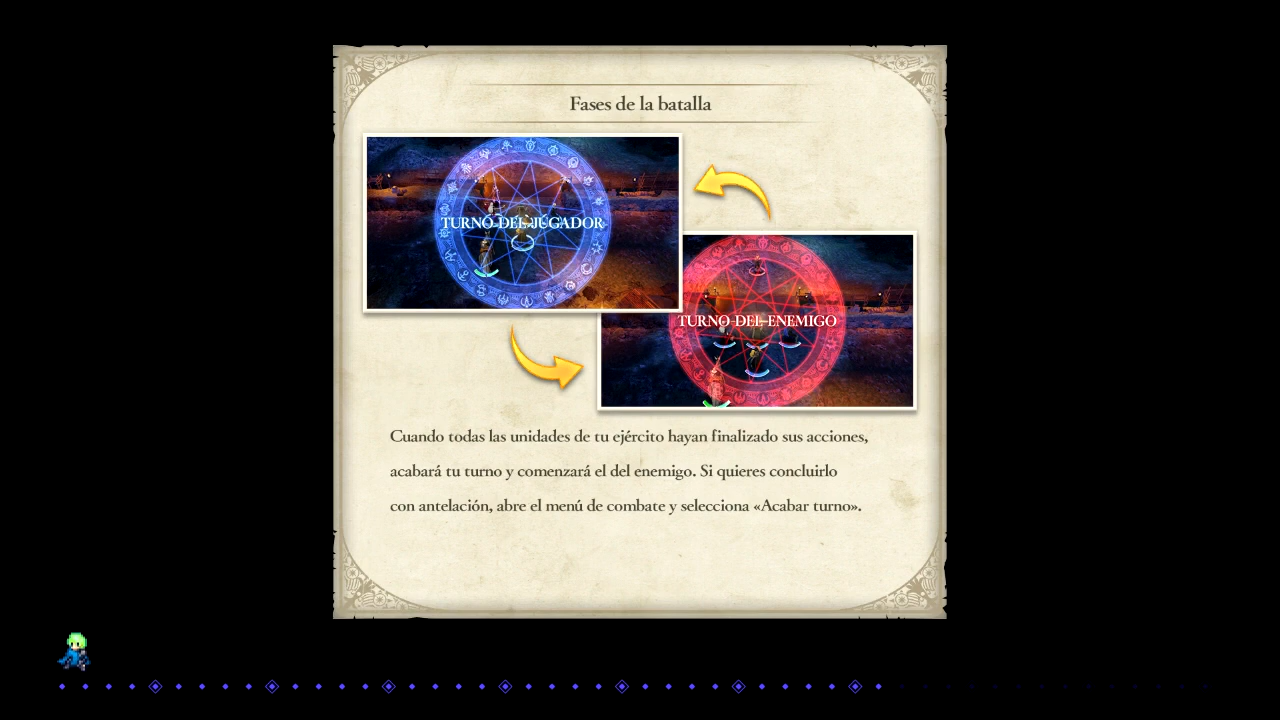 Fases de la batalla
TURNO DEL JUGADOR
TURNO DEL ENEMIGO
Cuando todas las unidades de tu ejército hayan finalizado sus acciones,
acabará tu turno y comenzará el del enemigo. Si quieres concluirlo
con antelación, abre el menú de combate y selecciona «Acabar turno».